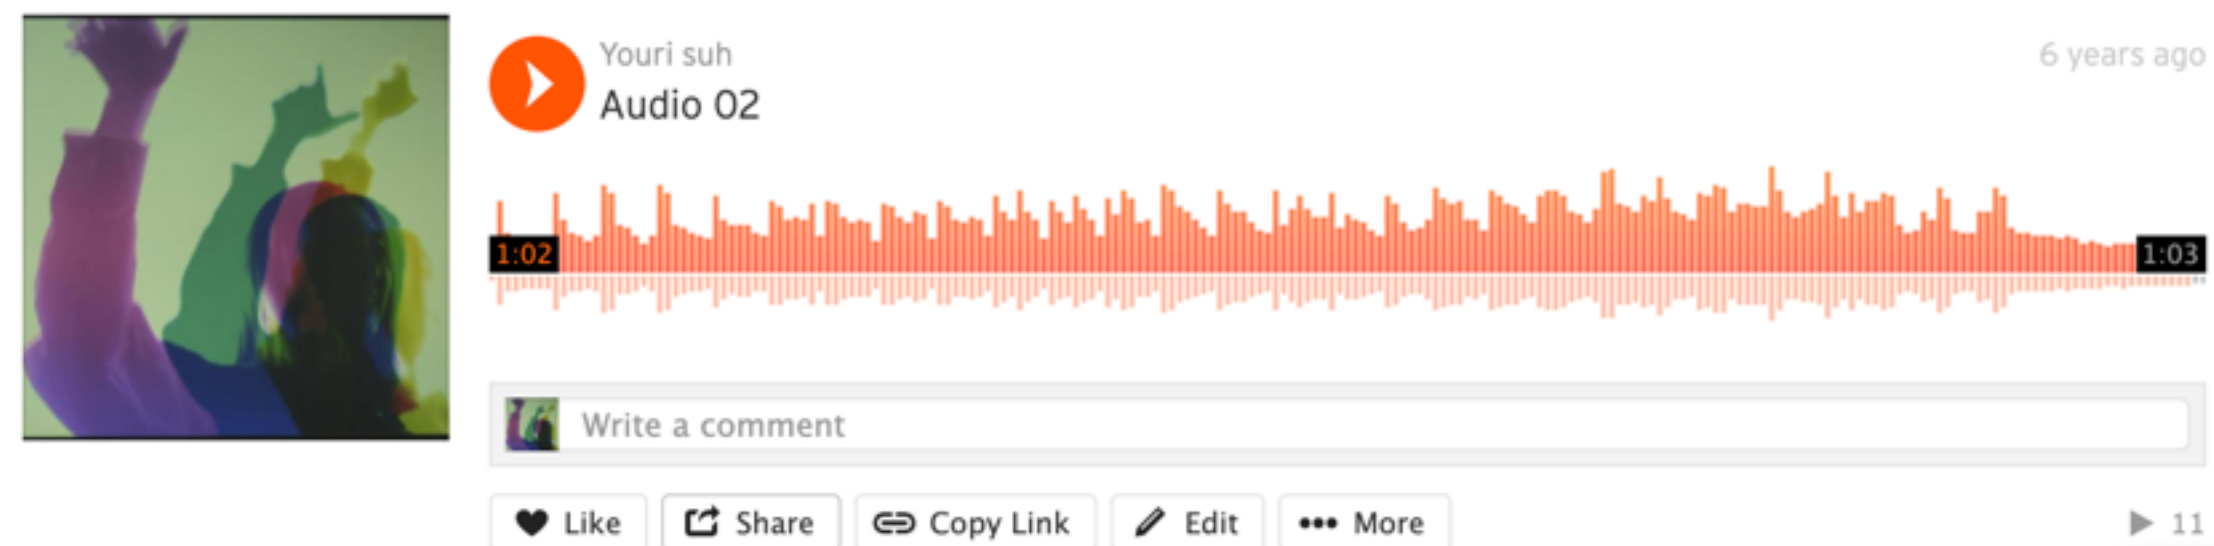 Youri suh
6 years ago
Audio 02
1:02
1:03
Write a comment
Like
Share
Copy Link
Edit
More
11